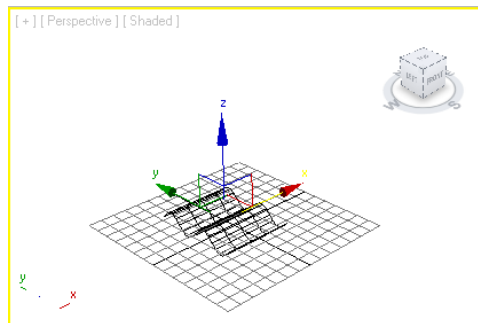 [ + ] [ Perspective ] [ Shaded ]
W
S
z
y
x
y
x